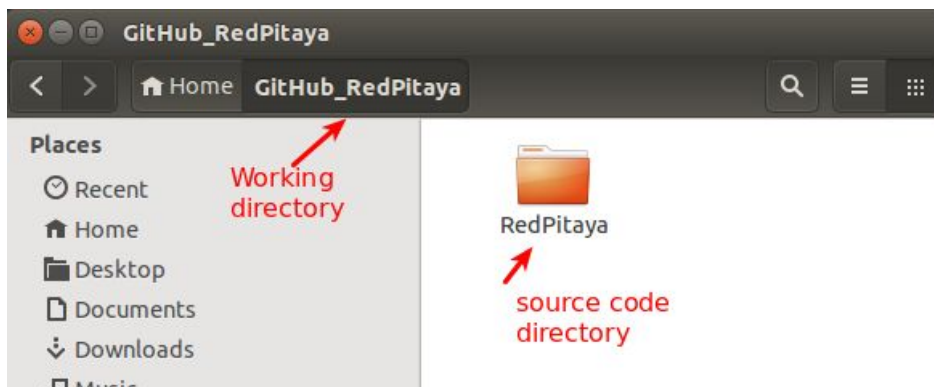 GitHub_RedPitaya
Home GitHub_RedPitaya
Places
Recent
Home
Desktop
Documents
Downloads
Working
directory
RedPitaya
source code
directory